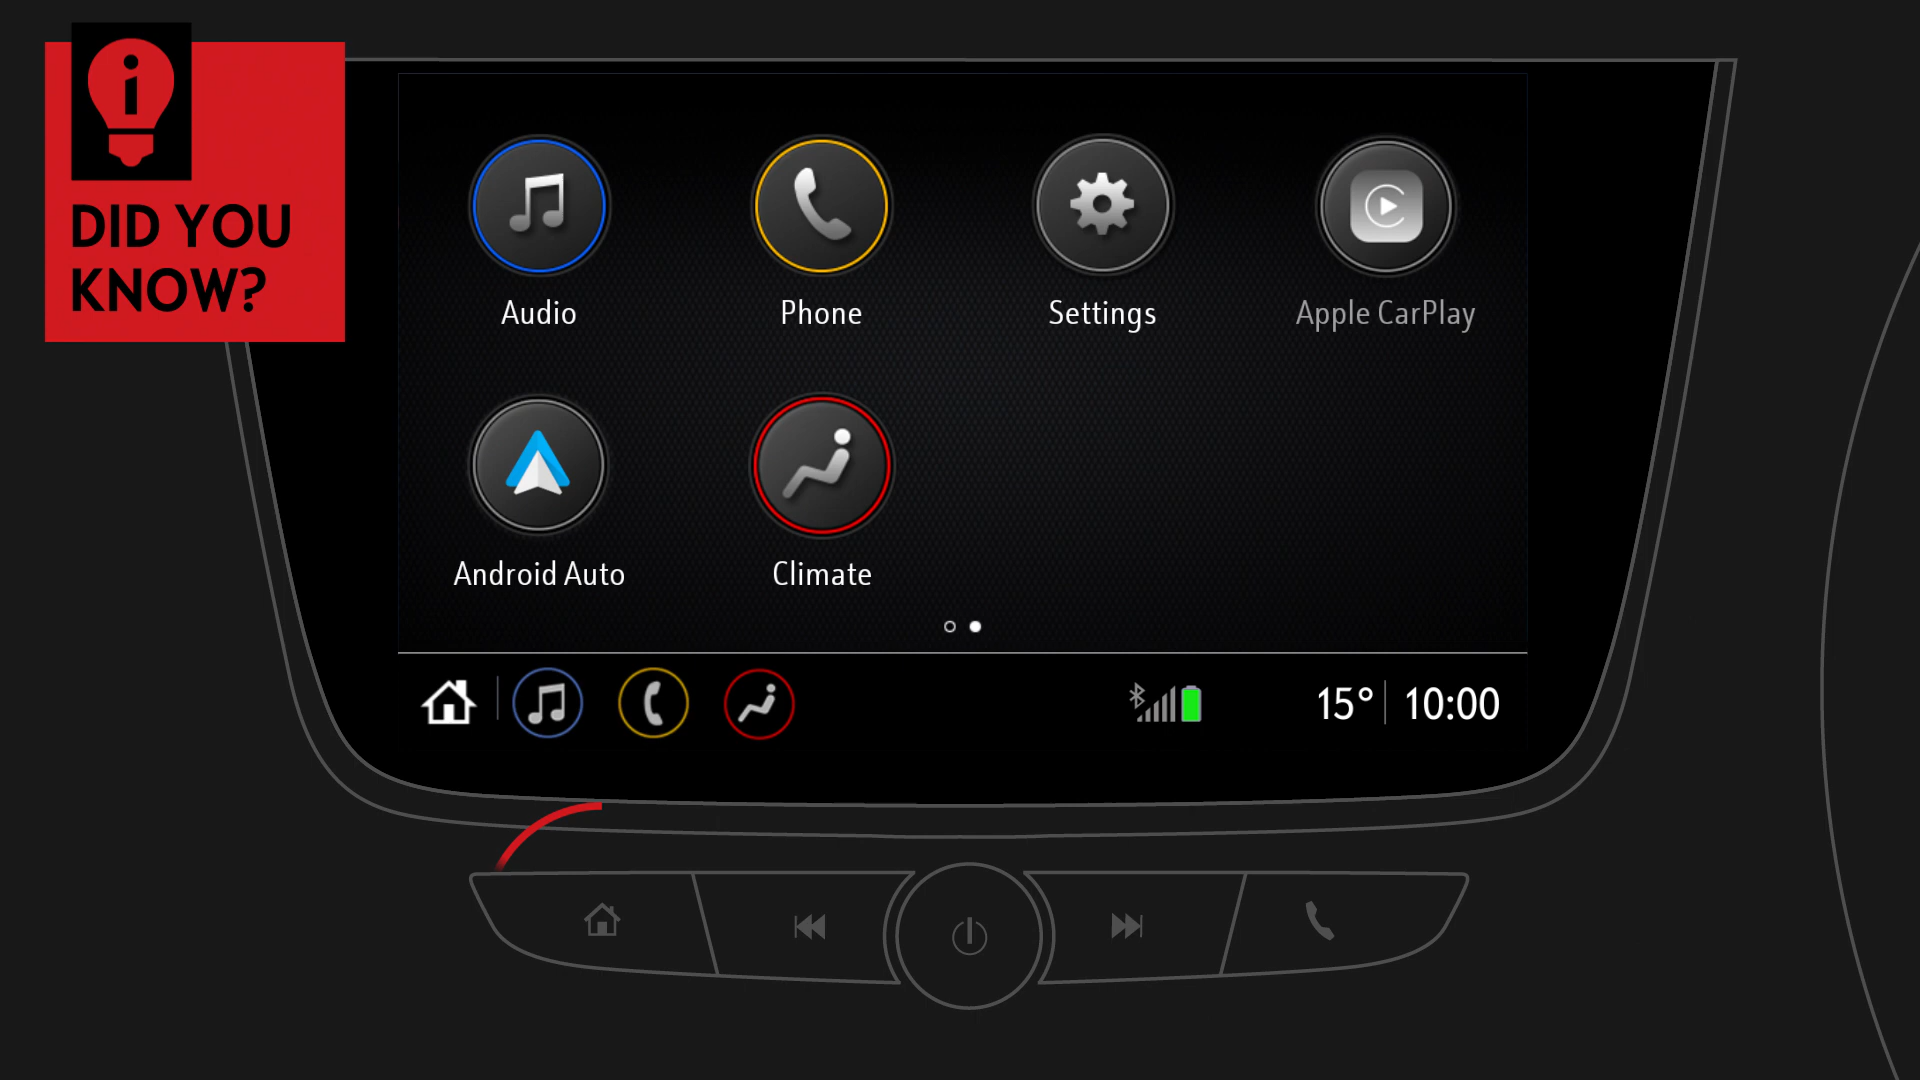 DID YOU
KNOW?
Audio
Phone
Settings
Apple CarPlay
Android Auto
Climate
15° 10:00